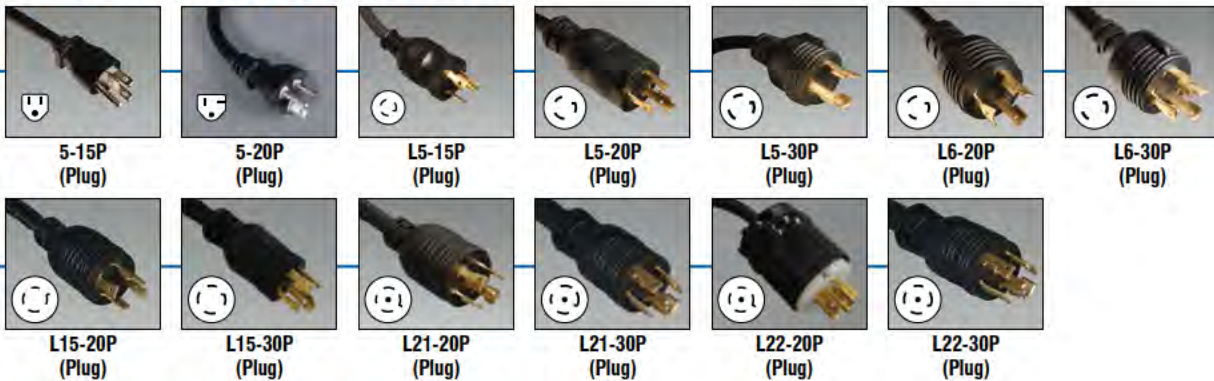 5-15P
(Plug)
5-20P
(Plug)
L5-15P
(Plug)
L5-20P
(Plug)
L5-30P
(Plug)
L6-20P
(Plug)
L6-30P
(Plug)
L15-20P
(Plug)
L15-30P
(Plug)
L21-20P
(Plug)
L21-30P
(Plug)
L22-20P
(Plug)
L22-30P
(Plug)